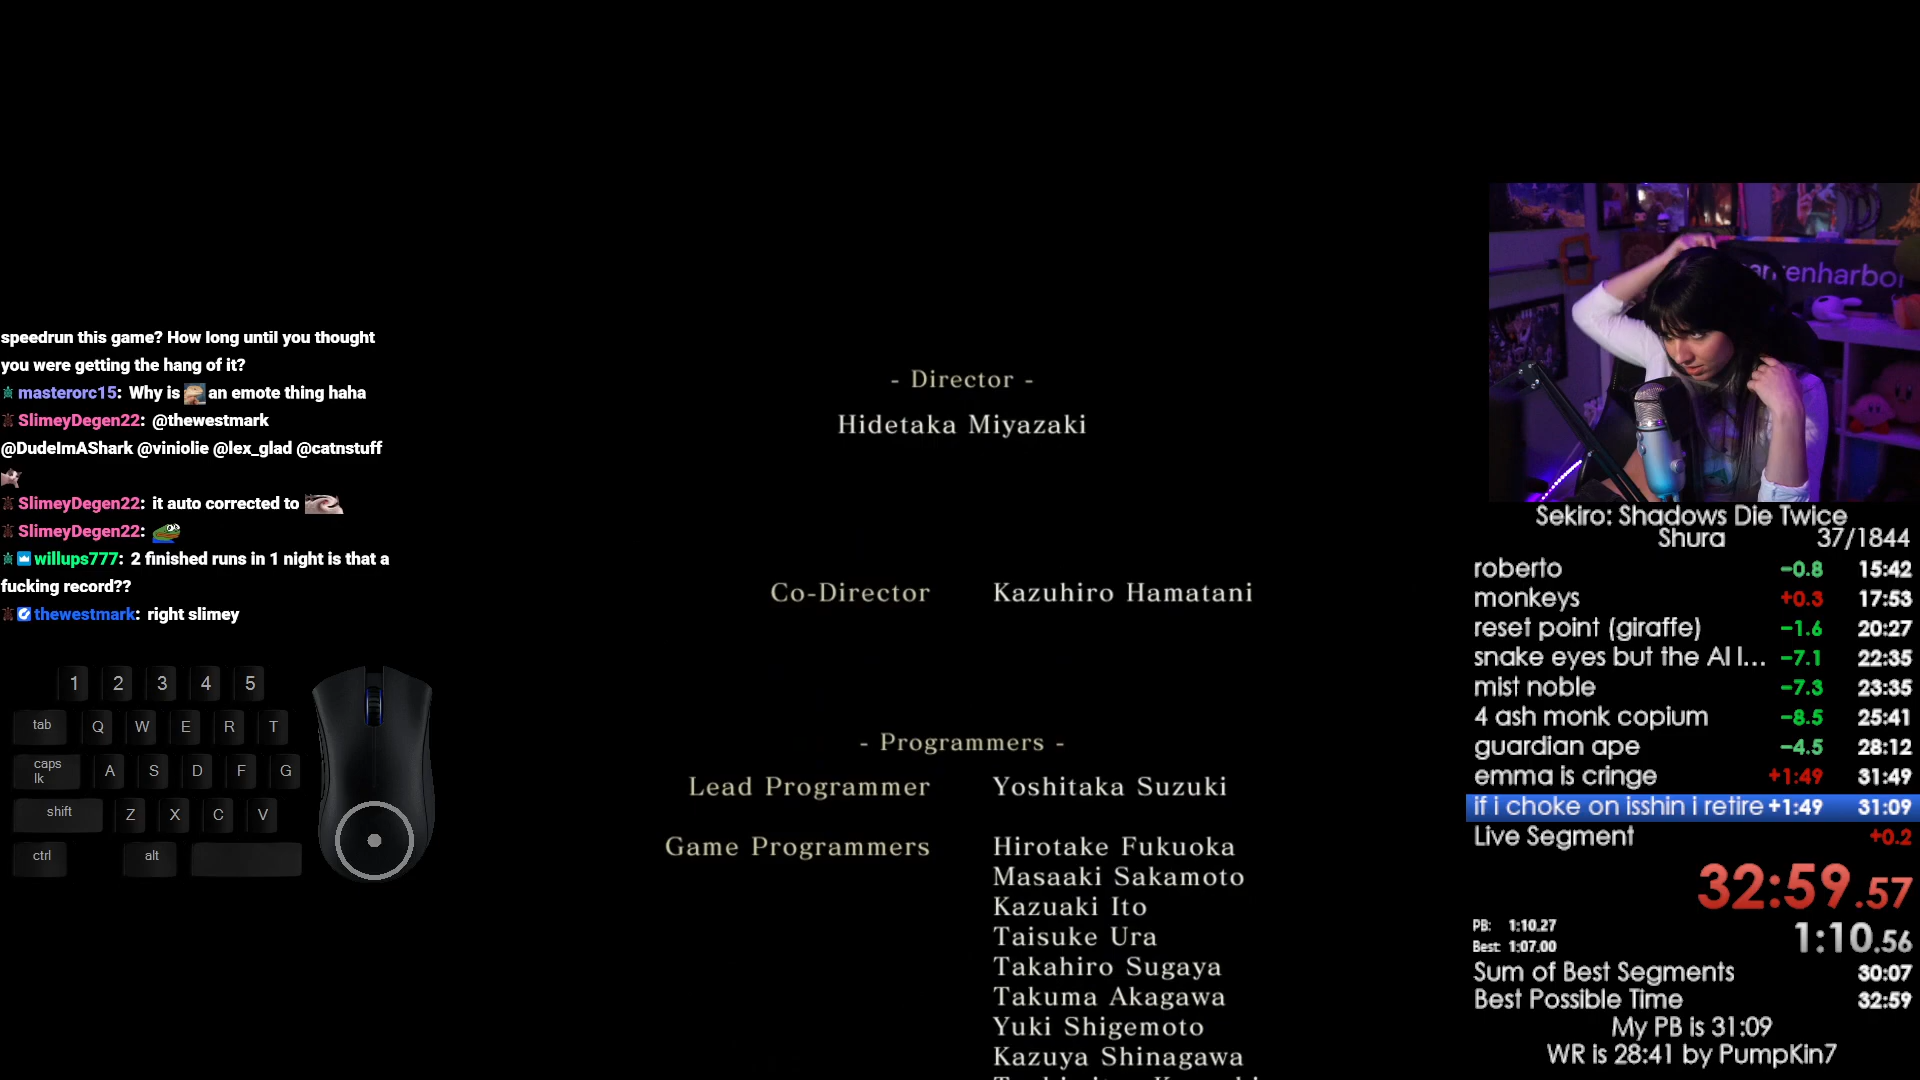 speedrun this game? How long until you thought
you were getting the hang of it?
masterorc15: Why is an emote thing haha
SlimeyDegen22: @thewestmark
@DudeImAShark @viniolie @lex_glad @catnstuff
SlimeyDegen22: it auto corrected to
SlimeyDegen22:
willups777: 2 finished runs in 1 night is that a
fucking record??
thewestmark: right slimey
1 2 3 4 5
tab Q W E R T
caps lk A S D F G
shift Z X C V
ctrl alt
- Director -
Hidetaka Miyazaki
Co-Director Kazuhiro Hamatani
- Programmers -
Lead Programmer Yoshitaka Suzuki
Game Programmers Hirotake Fukuoka
Masaaki Sakamoto
Kazuaki Ito
Taisuke Ura
Takahiro Sugaya
Takuma Akagawa
Yuki Shigemoto
Kazuya Shinagawa
Sekiro: Shadows Die Twice
Shura 37/1844
roberto -0.8 15:42
monkeys +0.3 17:53
reset point (giraffe) -1.6 20:27
snake eyes but the AI l... -7.1 22:35
mist noble -7.3 23:35
4 ash monk copium -8.5 25:41
guardian ape -4.5 28:12
emma is cringe +1:49 31:49
if i choke on isshin i retire +1:49 31:09
Live Segment +0.2
32:59.57
PB: 1:10.27
Best: 1:07.00
1:10.56
Sum of Best Segments 30:07
Best Possible Time 32:59
My PB is 31:09
WR is 28:41 by PumpKin7